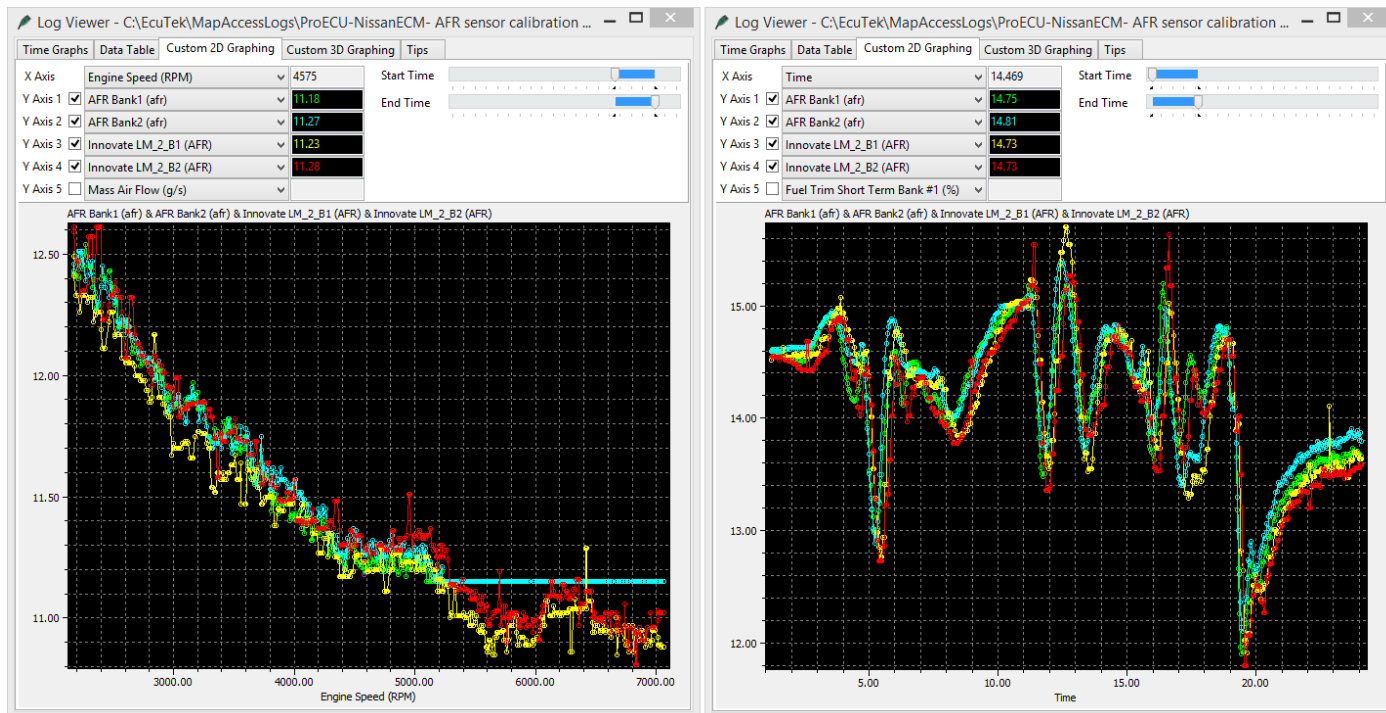 Log Viewer - C:\EcuTek\MapAccessLogs\ProECU-NissanECM- AFR sensor calibration ...
Time Graphs Data Table Custom 2D Graphing Custom 3D Graphing Tips
X Axis Engine Speed (RPM) 4575 Start Time
Y Axis 1 AFR Bank1 (afr) 11.18 End Time
Y Axis 2 AFR Bank2 (afr) 11.27
Y Axis 3 Innovate LM_2_B1 (AFR) 11.23
Y Axis 4 Innovate LM_2_B2 (AFR) 11.28
Y Axis 5 Mass Air Flow (g/s)
AFR Bank1 (afr) & AFR Bank2 (afr) & Innovate LM_2_B1 (AFR) & Innovate LM_2_B2 (AFR)
12.50
12.00
11.50
11.00
3000.00 4000.00 5000.00 6000.00 7000.00
Engine Speed (RPM)
Log Viewer - C:\EcuTek\MapAccessLogs\ProECU-NissanECM- AFR sensor calibration ...
Time Graphs Data Table Custom 2D Graphing Custom 3D Graphing Tips
X Axis Time 14.469 Start Time
Y Axis 1 AFR Bank1 (afr) 14.75 End Time
Y Axis 2 AFR Bank2 (afr) 14.81
Y Axis 3 Innovate LM_2_B1 (AFR) 14.73
Y Axis 4 Innovate LM_2_B2 (AFR) 14.73
Y Axis 5 Fuel Trim Short Term Bank #1 (%)
AFR Bank1 (afr) & AFR Bank2 (afr) & Innovate LM_2_B1 (AFR) & Innovate LM_2_B2 (AFR)
15.00
14.00
13.00
12.00
5.00 10.00 15.00 20.00
Time